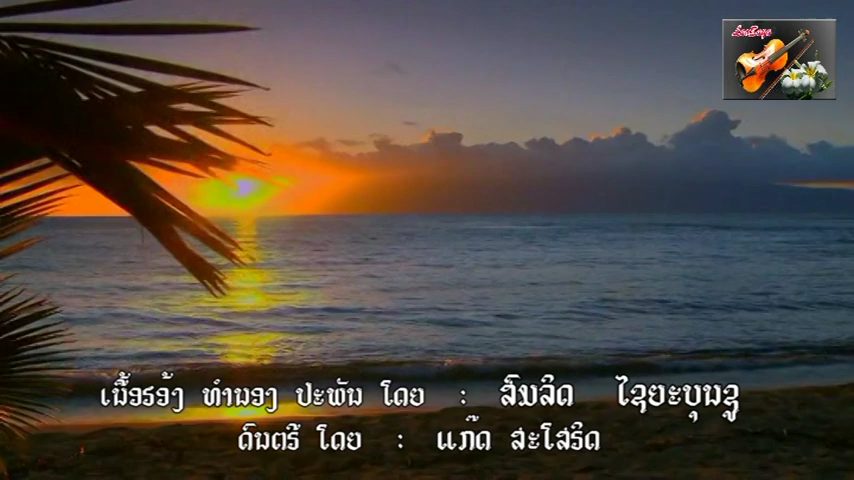 ເນື້ອຮອ້ງ ທຳນອງ ປະພັນ ໂດຍ : ສົມລິດ ໄຊຍະບຸນຊູ
ດົນຕຣີ ໂດຍ : ແກ໊ດ ສະໂສຣິດ